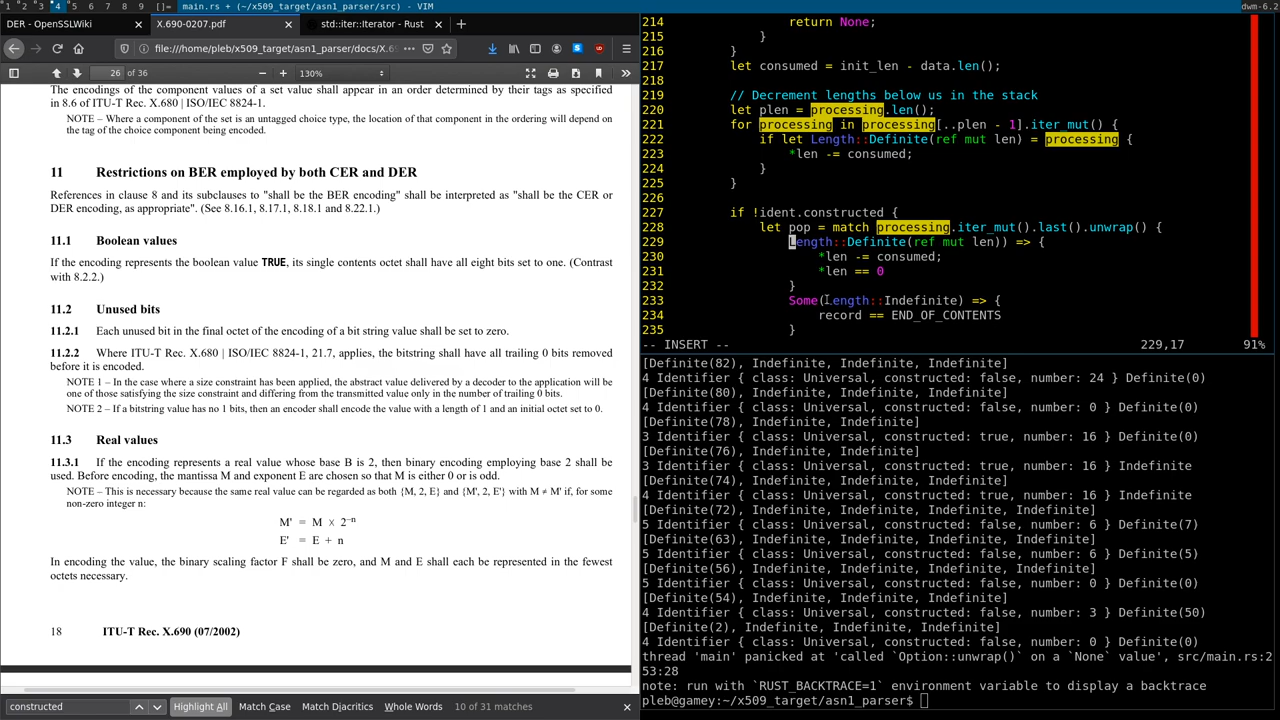 1 2 3 4 5 6 7 8 9 []= main.rs + (~/x509_target/asn1_parser/src) - VIM dwm-6.2
DER - OpenSSLWiki X.690-0207.pdf std::iter::Iterator - Rust
file:///home/pleb/x509_target/asn1_parser/docs/X.6
26 of 36 130%
The encodings of the component values of a set value shall appear in an order determined by their tags as specified
in 8.6 of ITU-T Rec. X.680 | ISO/IEC 8824-1.
NOTE – Where a component of the set is an untagged choice type, the location of that component in the ordering will depend on
the tag of the choice component being encoded.
11 Restrictions on BER employed by both CER and DER
References in clause 8 and its subclauses to "shall be the BER encoding" shall be interpreted as "shall be the CER or
DER encoding, as appropriate". (See 8.16.1, 8.17.1, 8.18.1 and 8.22.1.)
11.1 Boolean values
If the encoding represents the boolean value TRUE, its single contents octet shall have all eight bits set to one. (Contrast
with 8.2.2.)
11.2 Unused bits
11.2.1 Each unused bit in the final octet of the encoding of a bit string value shall be set to zero.
11.2.2 Where ITU-T Rec. X.680 | ISO/IEC 8824-1, 21.7, applies, the bitstring shall have all trailing 0 bits removed
before it is encoded.
NOTE 1 – In the case where a size constraint has been applied, the abstract value delivered by a decoder to the application will be
one of those satisfying the size constraint and differing from the transmitted value only in the number of trailing 0 bits.
NOTE 2 – If a bitstring value has no 1 bits, then an encoder shall encode the value with a length of 1 and an initial octet set to 0.
11.3 Real values
11.3.1 If the encoding represents a real value whose base B is 2, then binary encoding employing base 2 shall be
used. Before encoding, the mantissa M and exponent E are chosen so that M is either 0 or is odd.
NOTE – This is necessary because the same real value can be regarded as both {M, 2, E} and {M', 2, E'} with M ≠ M' if, for some
non-zero integer n:
M' = M × 2⁻ⁿ
E' = E + n
In encoding the value, the binary scaling factor F shall be zero, and M and E shall each be represented in the fewest
octets necessary.
18 ITU-T Rec. X.690 (07/2002)
constructed Highlight All Match Case Match Diacritics Whole Words 10 of 31 matches
214 return None;
215 }
216 }
217 let consumed = init_len - data.len();
218
219 // Decrement lengths below us in the stack
220 let plen = processing.len();
221 for processing in processing[..plen - 1].iter_mut() {
222 if let Length::Definite(ref mut len) = processing {
223 *len -= consumed;
224 }
225 }
226
227 if !ident.constructed {
228 let pop = match processing.iter_mut().last().unwrap() {
229 Length::Definite(ref mut len)) => {
230 *len -= consumed;
231 *len == 0
232 }
233 Some(Length::Indefinite) => {
234 record == END_OF_CONTENTS
235 }
-- INSERT -- 229,17 91%
[Definite(82), Indefinite, Indefinite, Indefinite]
4 Identifier { class: Universal, constructed: false, number: 24 } Definite(0)
[Definite(80), Indefinite, Indefinite, Indefinite]
4 Identifier { class: Universal, constructed: false, number: 0 } Definite(0)
[Definite(78), Indefinite, Indefinite]
3 Identifier { class: Universal, constructed: true, number: 16 } Definite(0)
[Definite(76), Indefinite, Indefinite]
3 Identifier { class: Universal, constructed: true, number: 16 } Indefinite
[Definite(74), Indefinite, Indefinite]
4 Identifier { class: Universal, constructed: true, number: 16 } Indefinite
[Definite(72), Indefinite, Indefinite, Indefinite, Indefinite]
5 Identifier { class: Universal, constructed: false, number: 6 } Definite(7)
[Definite(63), Indefinite, Indefinite, Indefinite, Indefinite]
5 Identifier { class: Universal, constructed: false, number: 6 } Definite(5)
[Definite(56), Indefinite, Indefinite, Indefinite, Indefinite]
5 Identifier { class: Universal, constructed: false, number: 0 } Definite(0)
[Definite(54), Indefinite, Indefinite, Indefinite]
4 Identifier { class: Universal, constructed: false, number: 3 } Definite(50)
[Definite(2), Indefinite, Indefinite, Indefinite]
4 Identifier { class: Universal, constructed: false, number: 0 } Definite(0)
thread 'main' panicked at 'called `Option::unwrap()` on a `None` value', src/main.rs:2
53:28
note: run with `RUST_BACKTRACE=1` environment variable to display a backtrace
pleb@gamey:~/x509_target/asn1_parser$